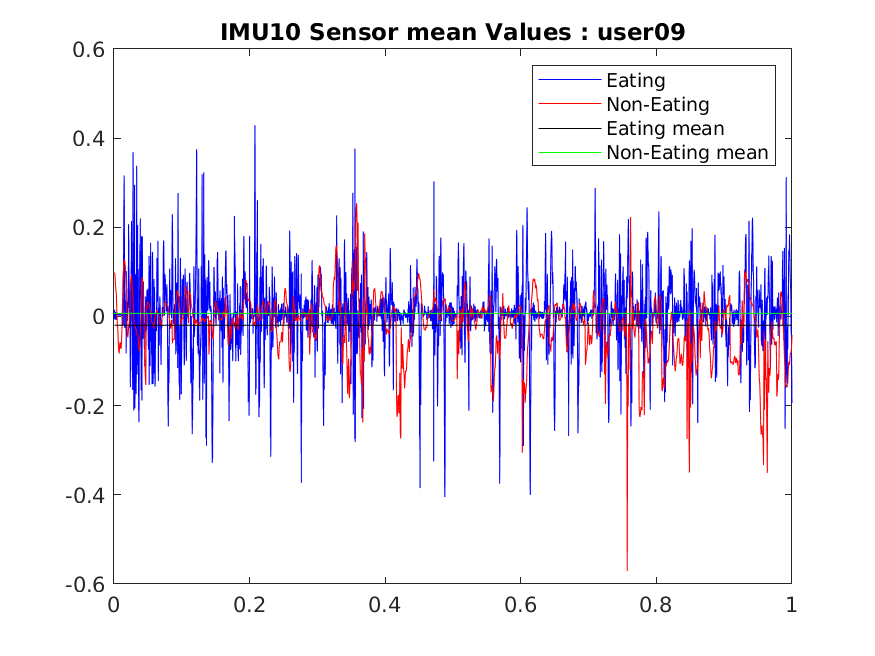 IMU10 Sensor mean Values : user09
0.6
0.4
0.2
0
-0.2
-0.4
-0.6
Eating
Non-Eating
Eating mean
Non-Eating mean
0 0.2 0.4 0.6 0.8 1